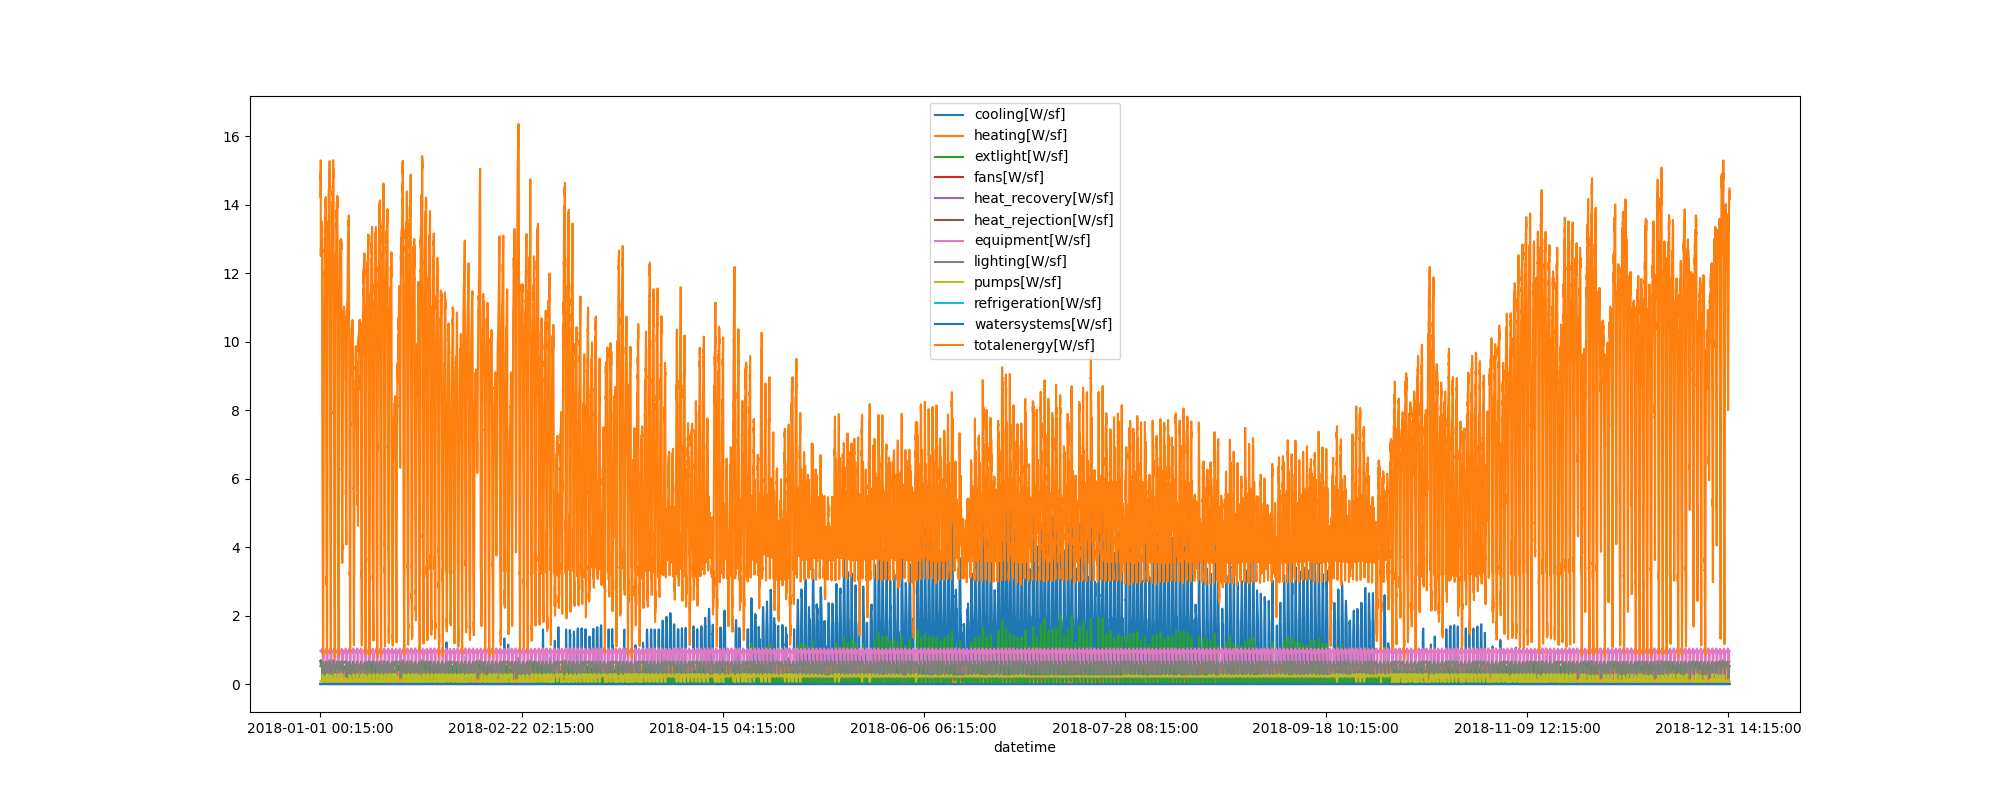 cooling[W/sf]
heating[W/sf]
extlight[W/sf]
fans[W/sf]
heat_recovery[W/sf]
heat_rejection[W/sf]
equipment[W/sf]
lighting[W/sf]
pumps[W/sf]
refrigeration[W/sf]
watersystems[W/sf]
totalenergy[W/sf]
16
14
12
10
8
6
4
2
0
2018-01-01 00:15:00 2018-02-22 02:15:00 2018-04-15 04:15:00 2018-06-06 06:15:00 2018-07-28 08:15:00 2018-09-18 10:15:00 2018-11-09 12:15:00 2018-12-31 14:15:00
datetime